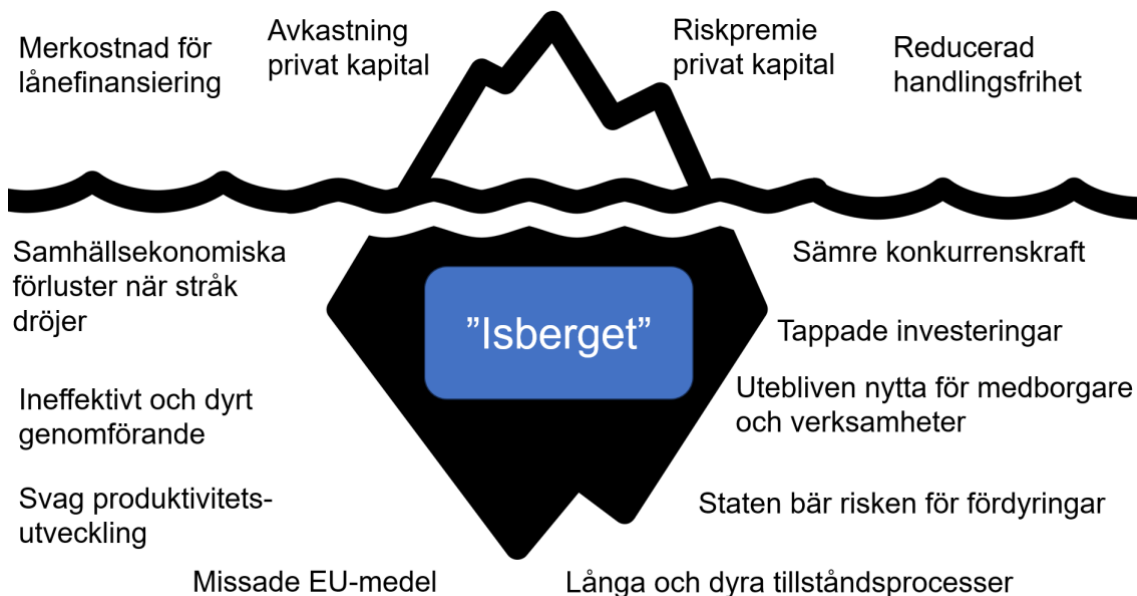 Merkostnad för
lånefinansiering
Avkastning
privat kapital
Riskpremie
privat kapital
Reducerad
handlingsfrihet
Samhällsekonomiska
förluster när stråk
dröjer
Ineffektivt och dyrt
genomförande
Svag produktivitets-
utveckling
Missade EU-medel
”Isberget”
Sämre konkurrenskraft
Tappade investeringar
Utebliven nytta för medborgare
och verksamheter
Staten bär risken för fördyringar
Långa och dyra tillståndsprocesser